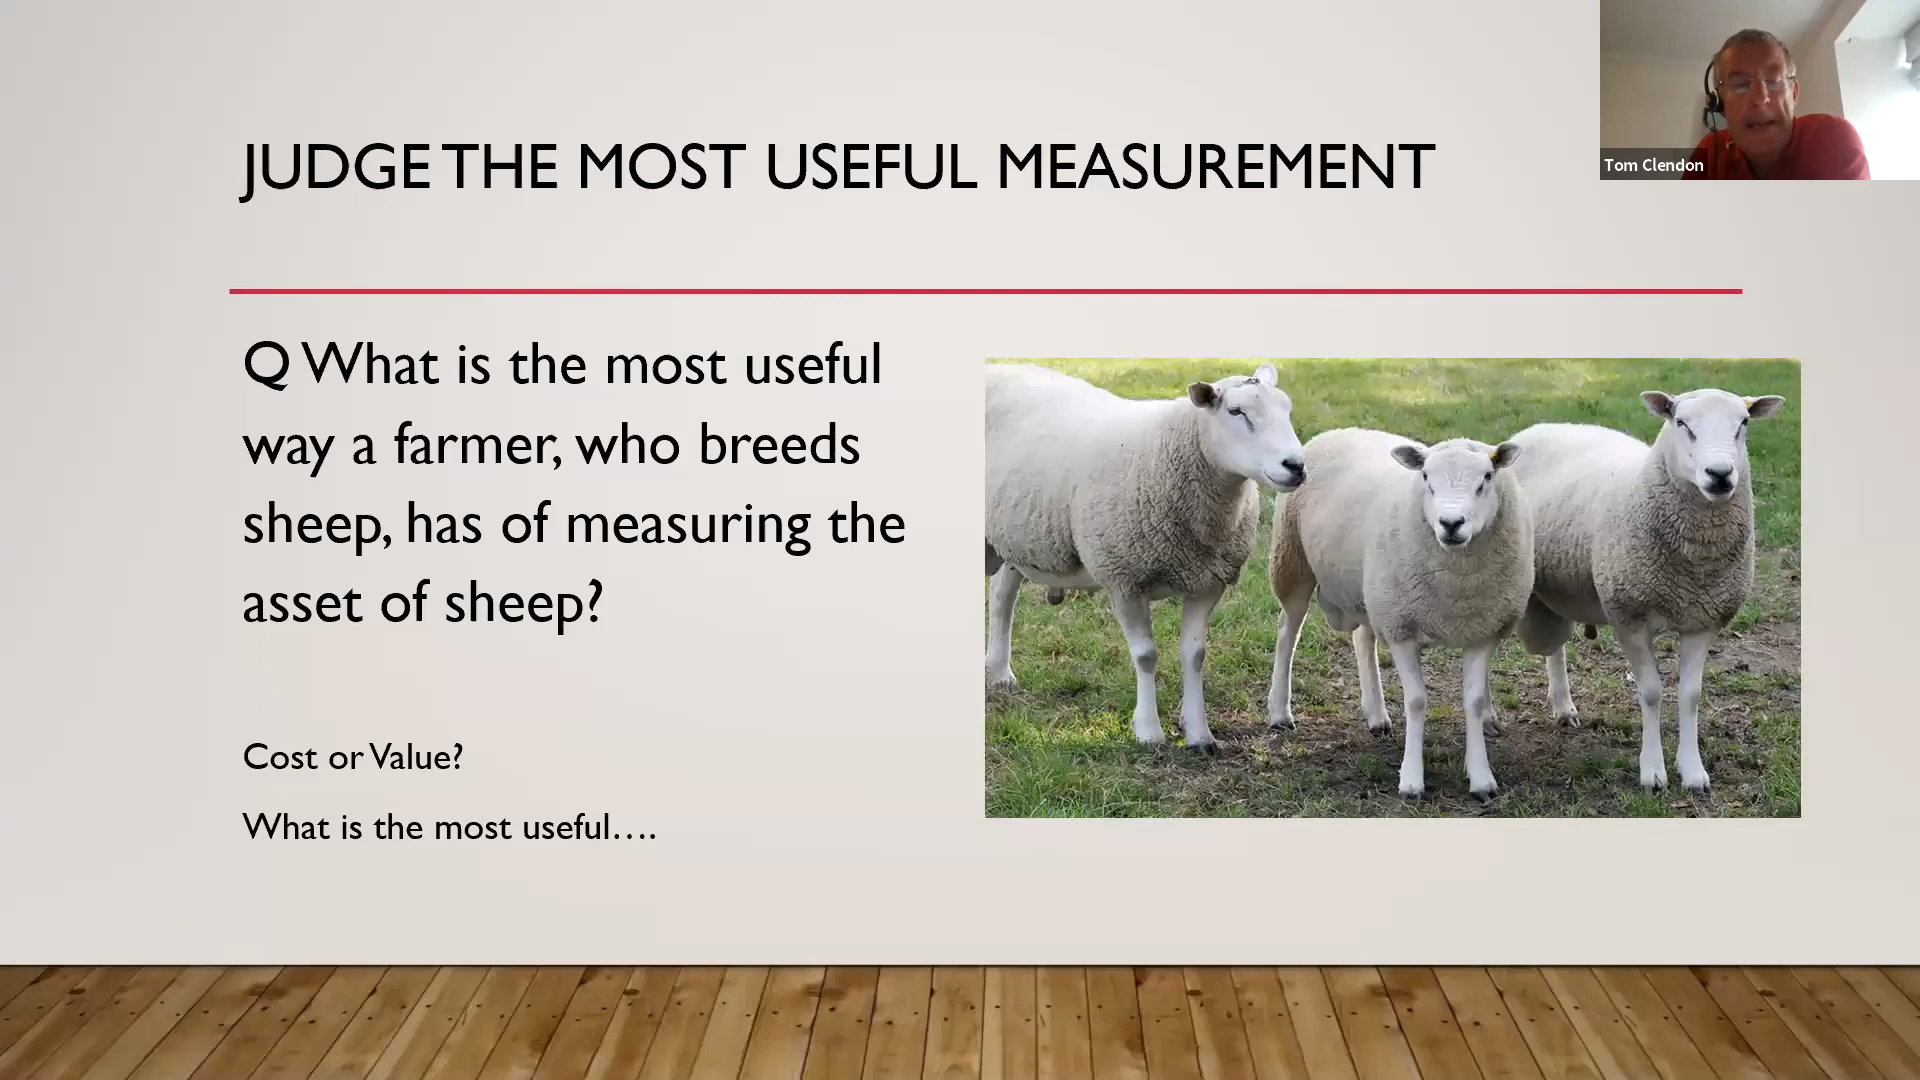 JUDGE THE MOST USEFUL MEASUREMENT
Tom Clendon
Q What is the most useful
way a farmer, who breeds
sheep, has of measuring the
asset of sheep?
Cost or Value?
What is the most useful….